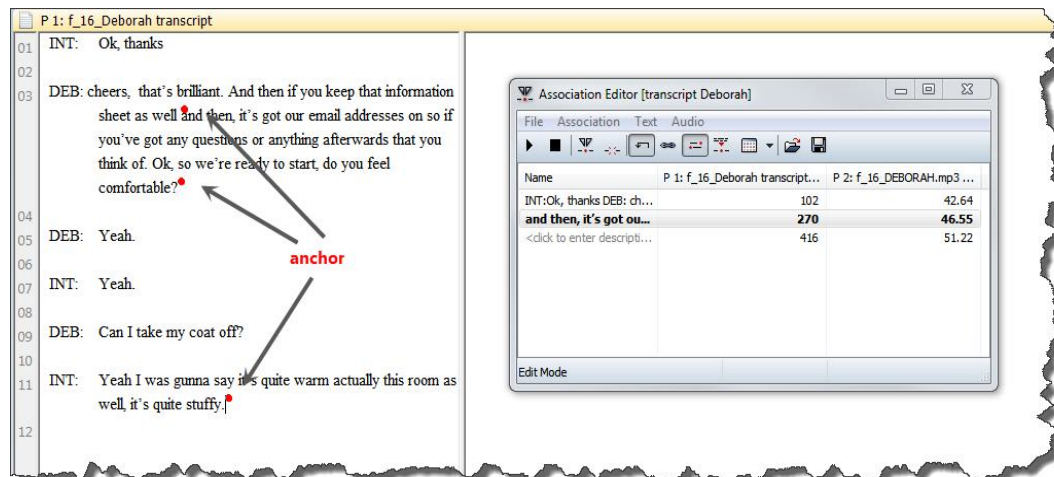 P 1: f_16_Deborah transcript
01 INT: Ok, thanks
02
03 DEB: cheers, that's brilliant. And then if you keep that information
sheet as well and then, it's got our email addresses on so if
you've got any questions or anything afterwards that you
think of. Ok, so we're ready to start, do you feel
comfortable?
04
05 DEB: Yeah.
06
anchor
07 INT: Yeah.
08
09 DEB: Can I take my coat off?
10
11 INT: Yeah I was gunna say it's quite warm actually this room as
well, it's quite stuffy.
12
Association Editor [transcript Deborah]
File Association Text Audio
Name P 1: f_16_Deborah transcript... P 2: f_16_DEBORAH.mp3 ...
INT:Ok, thanks DEB: ch... 102 42.64
and then, it's got ou... 270 46.55
<click to enter descripti... 416 51.22
Edit Mode